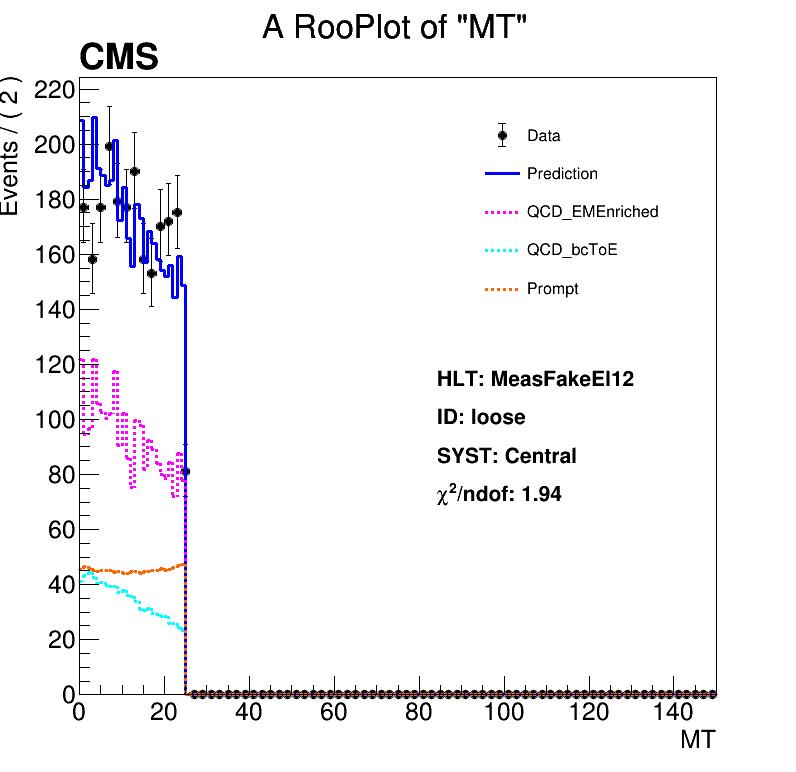 A RooPlot of "MT"
CMS
Events / ( 2 )
220
200
180
160
140
120
100
80
60
40
20
0
Data
Prediction
QCD_EMEnriched
QCD_bcToE
Prompt
HLT: MeasFakeEl12
ID: loose
SYST: Central
χ²/ndof: 1.94
0 20 40 60 80 100 120 140
MT